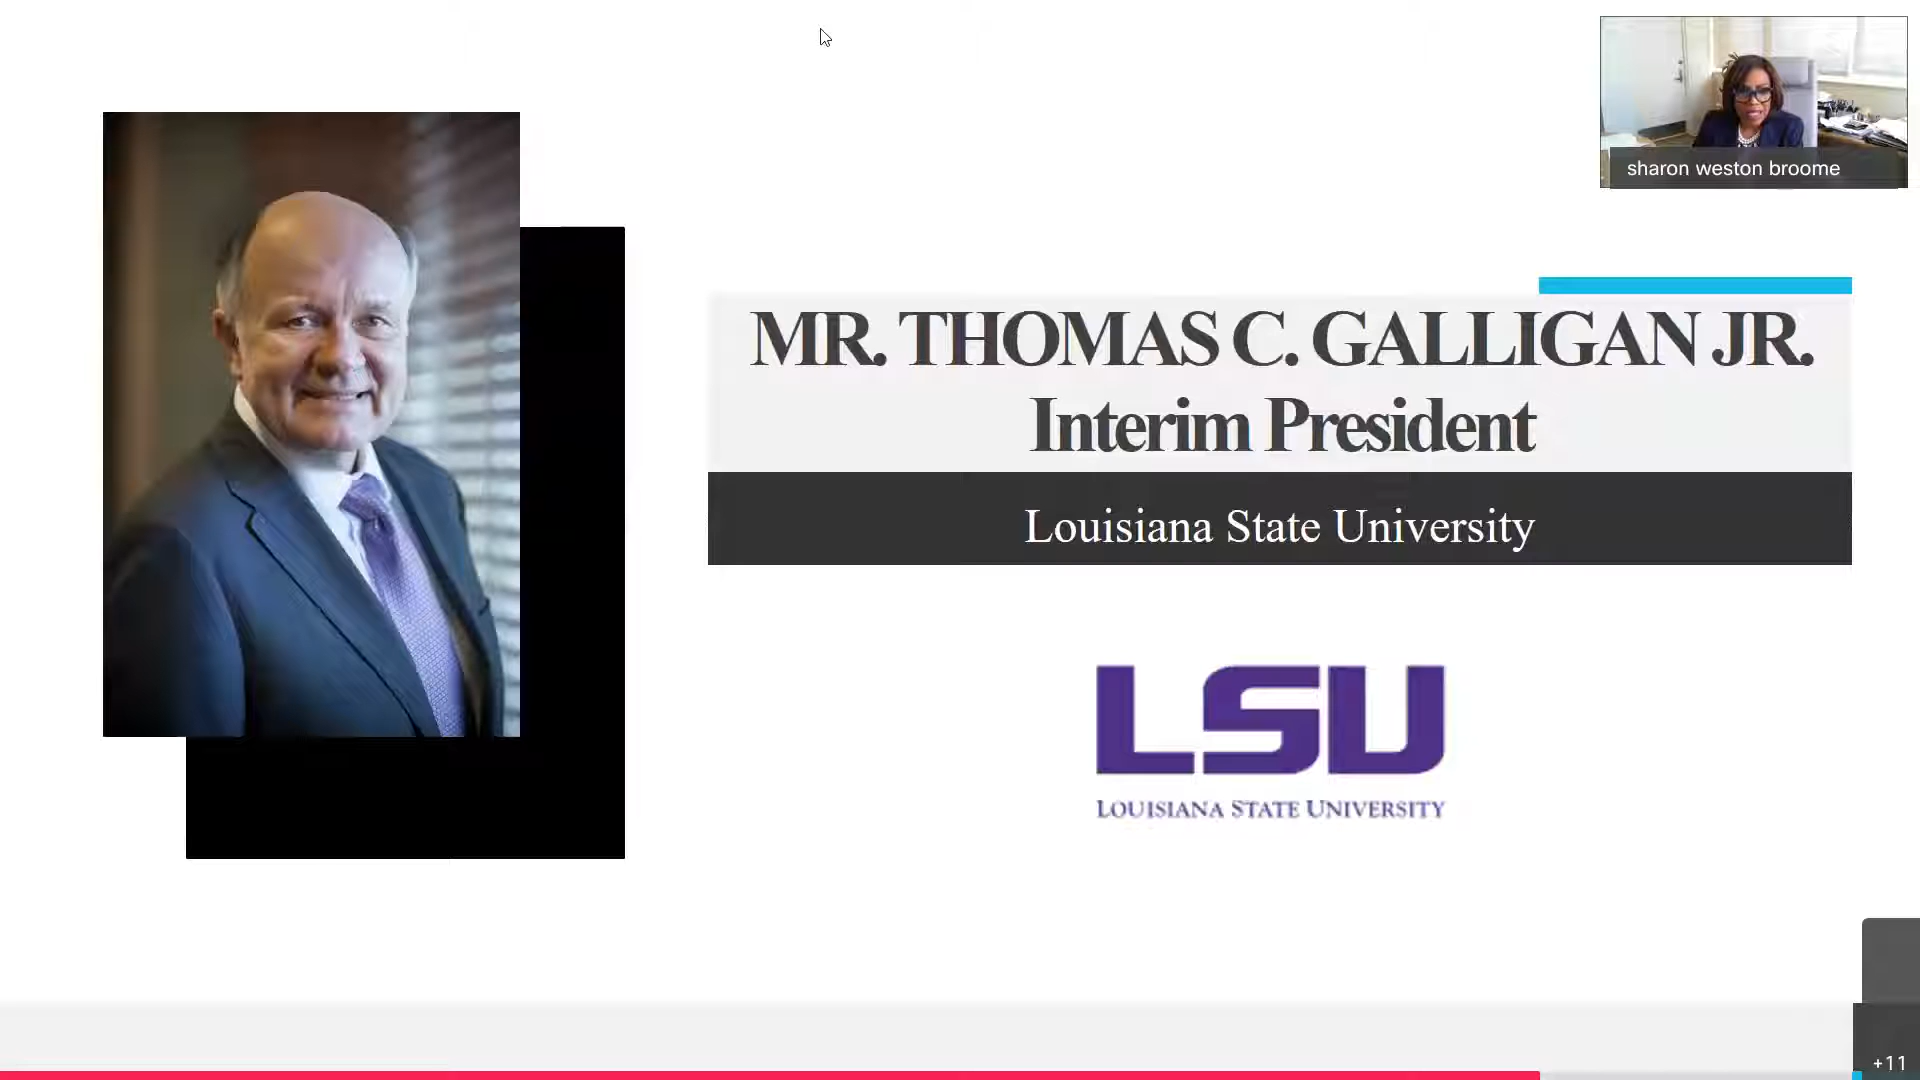 sharon weston broome
MR. THOMAS C. GALLIGAN JR.
Interim President
Louisiana State University
LSU
LOUISIANA STATE UNIVERSITY
+11